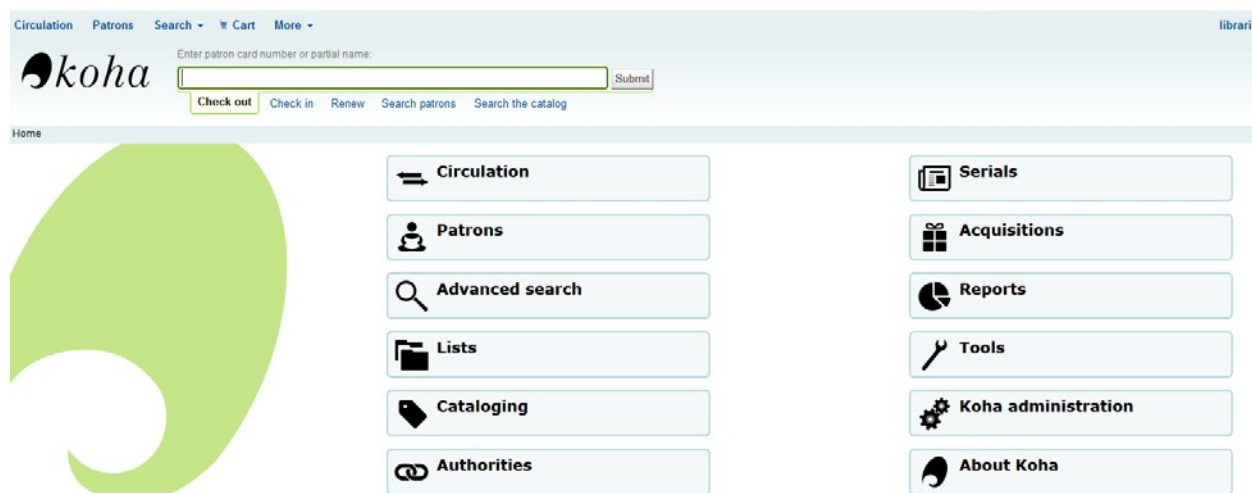 Circulation Patrons Search Cart More librari
koha
Enter patron card number or partial name:
Submit
Check out Check in Renew Search patrons Search the catalog
Home
Circulation Serials
Patrons Acquisitions
Advanced search Reports
Lists Tools
Cataloging Koha administration
Authorities About Koha